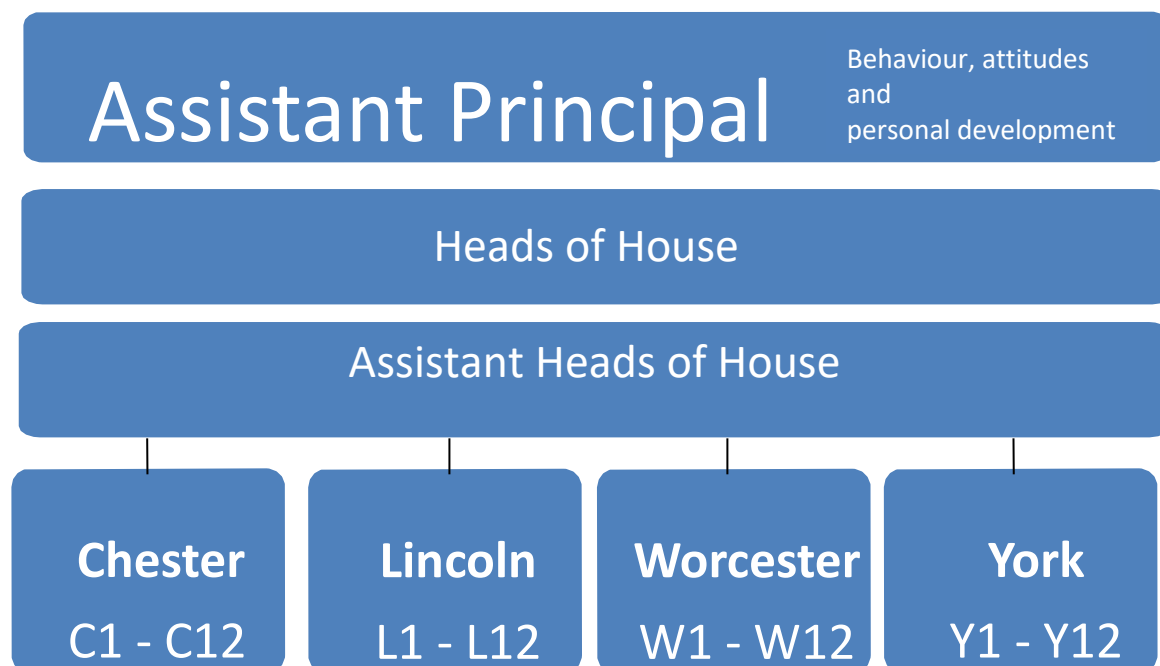 Assistant Principal
Behaviour, attitudes
and
personal development
Heads of House
Assistant Heads of House
Chester
C1 - C12
Lincoln
L1 - L12
Worcester
W1 - W12
York
Y1 - Y12